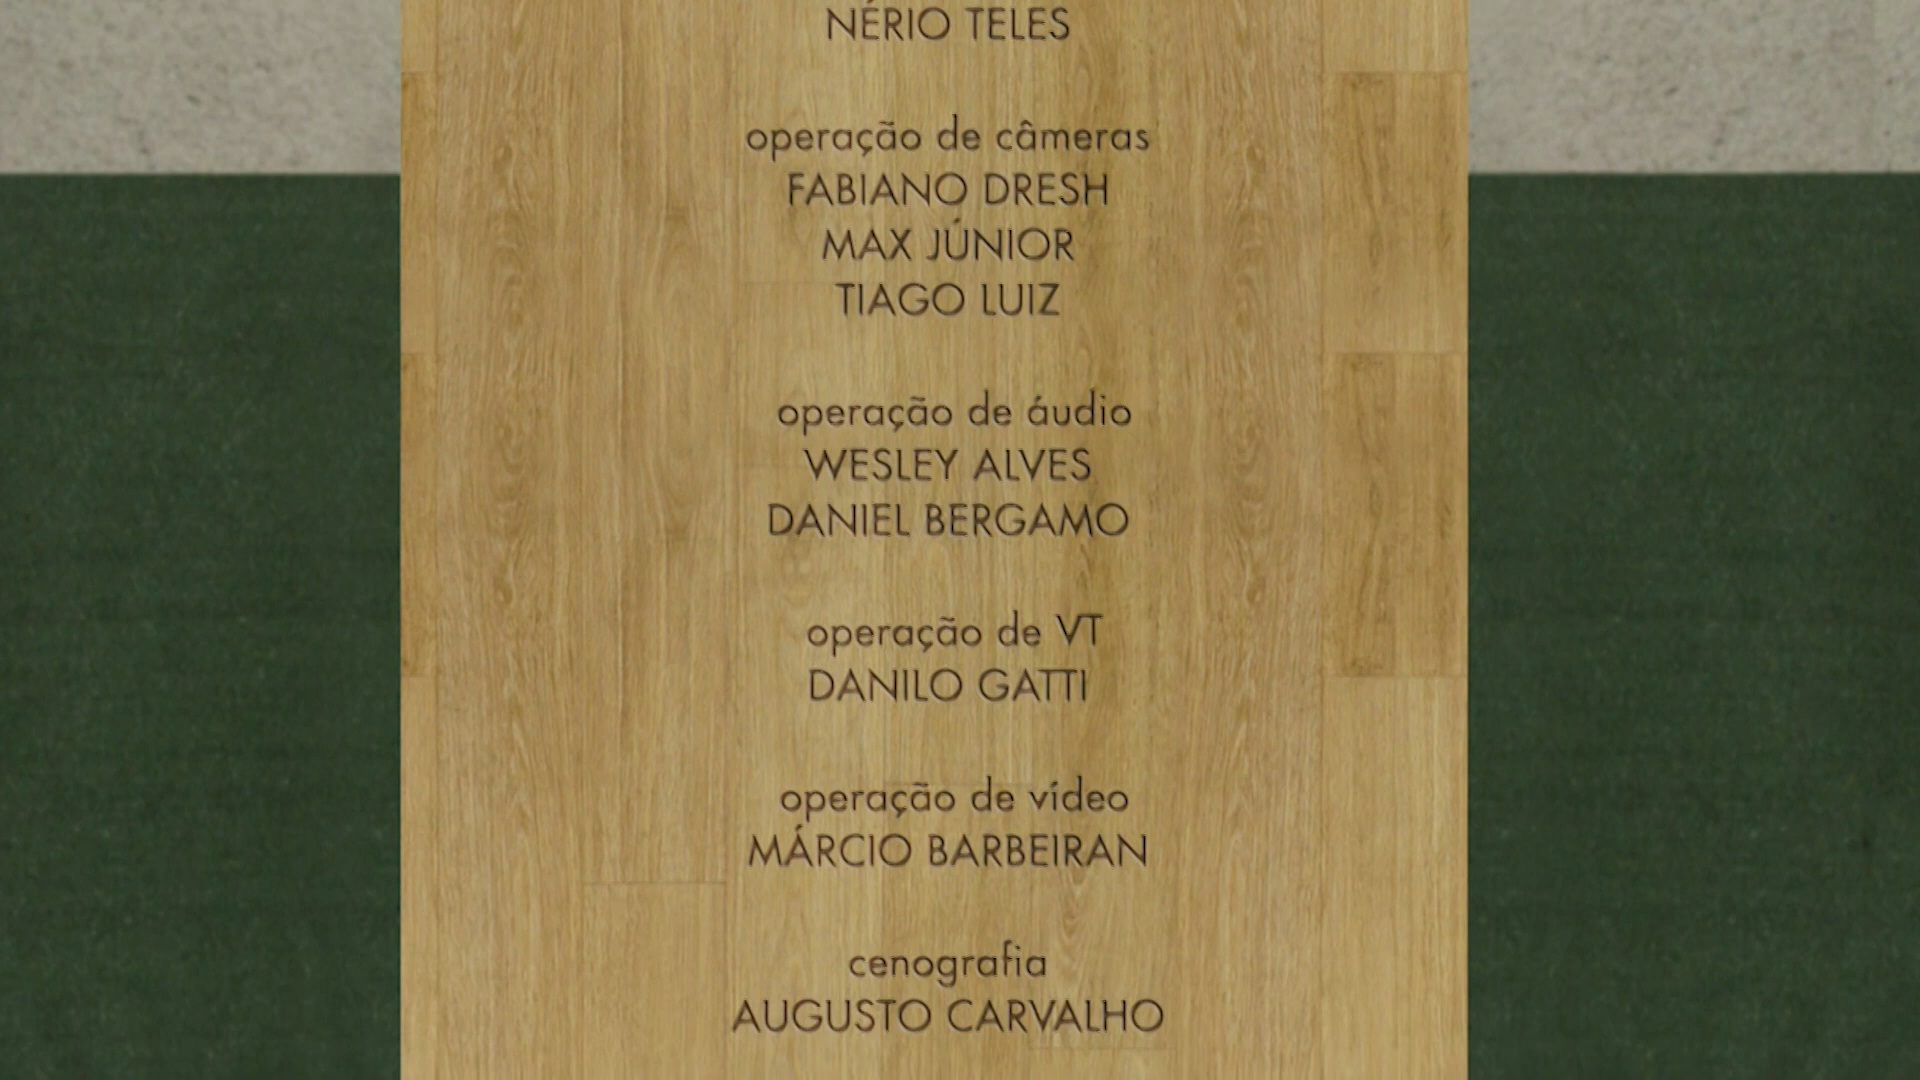 NÉRIO TELES
operação de câmeras
FABIANO DRESH
MAX JÚNIOR
TIAGO LUIZ
operação de áudio
WESLEY ALVES
DANIEL BERGAMO
operação de VT
DANILO GATTI
operação de vídeo
MÁRCIO BARBEIRAN
cenografia
AUGUSTO CARVALHO